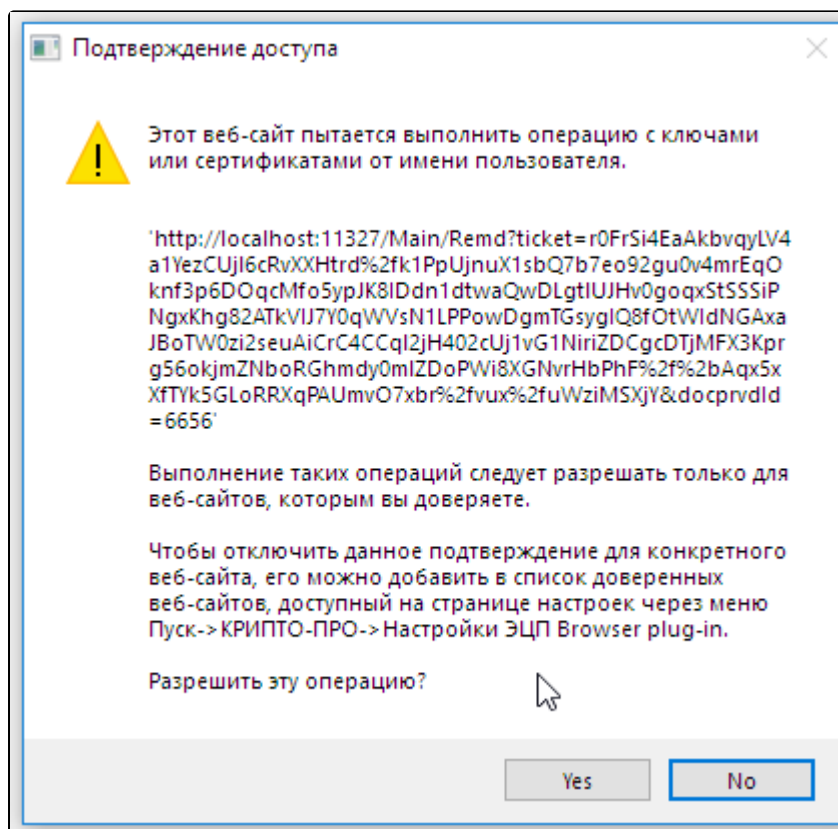 Подтверждение доступа
Этот веб-сайт пытается выполнить операцию с ключами
или сертификатами от имени пользователя.
'http://localhost:11327/Main/Remd?ticket=r0FrSi4EaAkbvqyLV4
a1YezCUjI6cRvXXHtrd%2fk1PpUjnuX1sbQ7b7eo92gu0v4mrEqO
knf3p6DOqcMfo5ypJK8IDdn1dtwaQwDLgtIUJHv0goqxStSSSiP
NgxKhg82ATkVIJ7Y0qWVsN1LPPowDgmTGsyglQ8fOtWIdNGAxa
JBoTW0zi2seuAiCrC4CCqI2jH402cUj1vG1NiriZDCgcDTjMFX3Kpr
g56okjmZNboRGhmdy0mIZDoPWi8XGNvrHbPhF%2f%2bAqx5x
XfTYk5GLoRRXqPAUmvO7xbr%2fvux%2fuWziMSXjY&docprvdId
=6656'
Выполнение таких операций следует разрешать только для
веб-сайтов, которым вы доверяете.
Чтобы отключить данное подтверждение для конкретного
веб-сайта, его можно добавить в список доверенных
веб-сайтов, доступный на странице настроек через меню
Пуск->КРИПТО-ПРО->Настройки ЭЦП Browser plug-in.
Разрешить эту операцию?
Yes
No